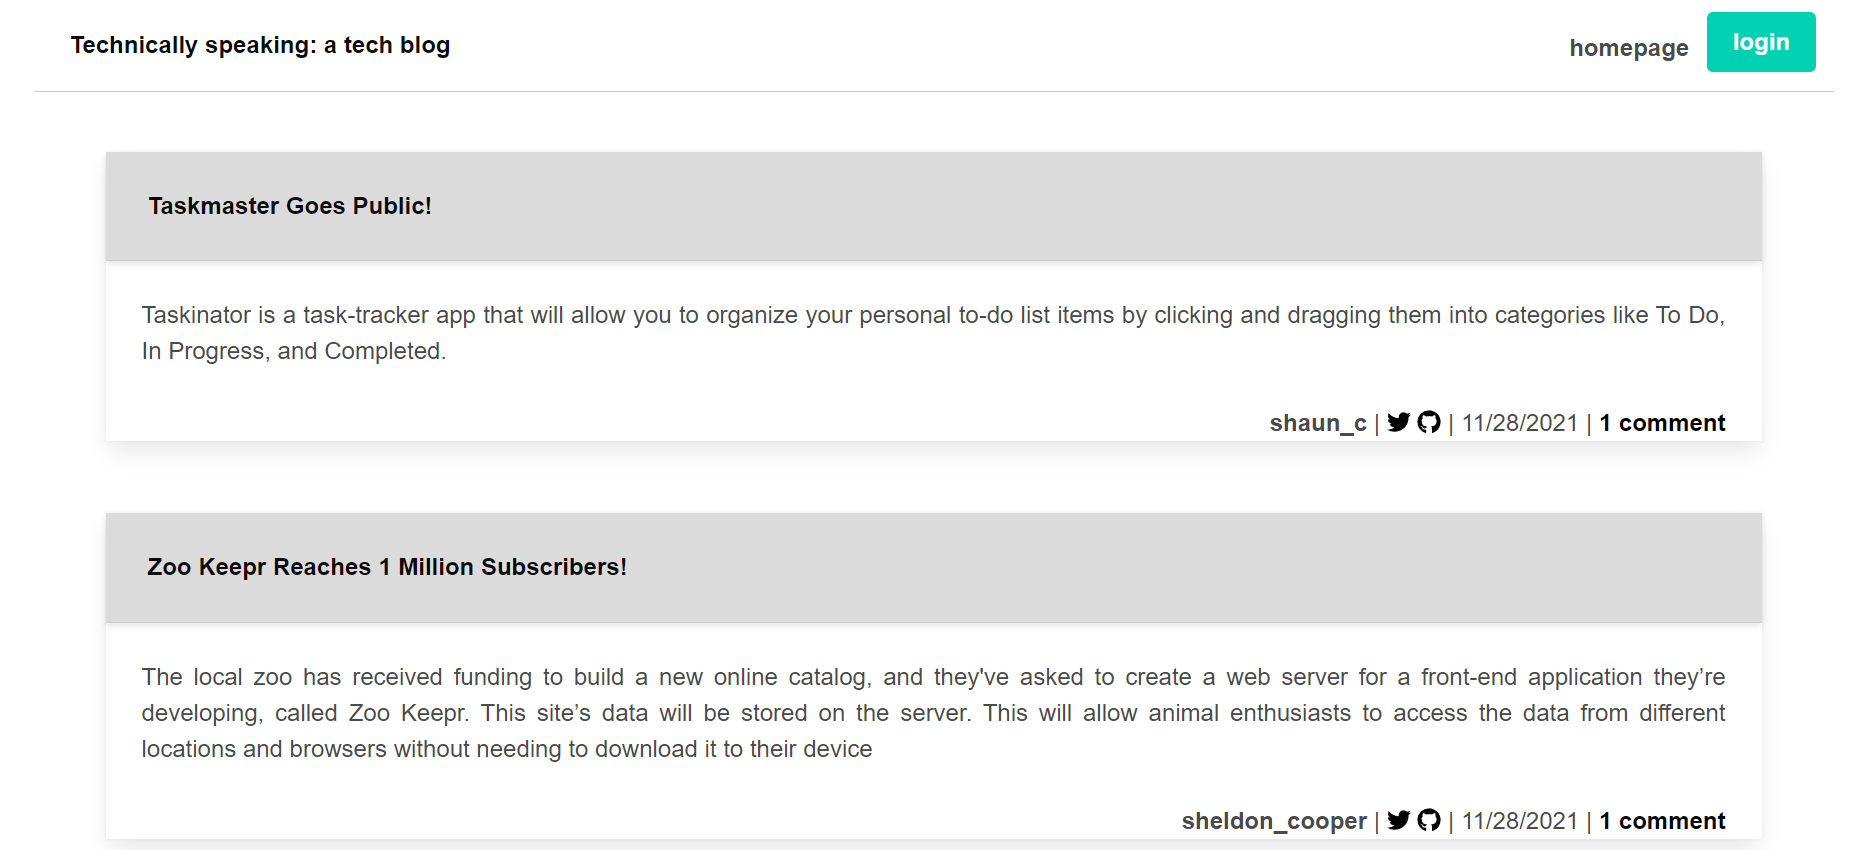 Technically speaking: a tech blog
homepage
login
Taskmaster Goes Public!
Taskinator is a task-tracker app that will allow you to organize your personal to-do list items by clicking and dragging them into categories like To Do,
In Progress, and Completed.
shaun_c | | 11/28/2021 | 1 comment
Zoo Keepr Reaches 1 Million Subscribers!
The local zoo has received funding to build a new online catalog, and they've asked to create a web server for a front-end application they’re
developing, called Zoo Keepr. This site’s data will be stored on the server. This will allow animal enthusiasts to access the data from different
locations and browsers without needing to download it to their device
sheldon_cooper | | 11/28/2021 | 1 comment